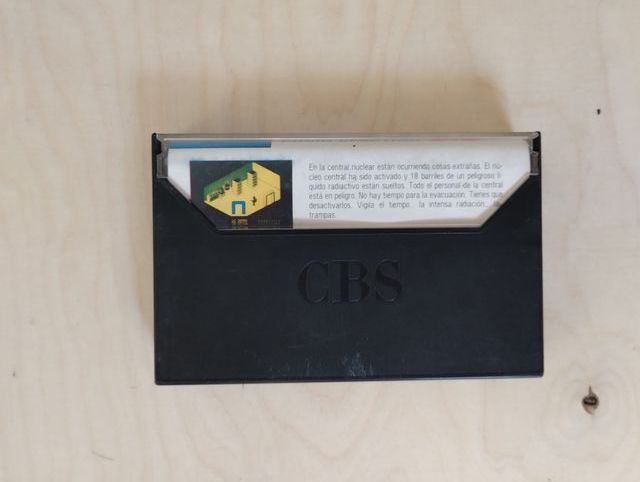 En la central nuclear están ocurriendo cosas extrañas. El nú-
cleo central ha sido activado y 18 barriles de un peligroso lí-
quido radiactivo están sueltos. Todo el personal de la central
está en peligro. No hay tiempo para la evacuación. Tienes que
desactivarlos. Vigila el tiempo... la intensa radiación...
trampas.
CBS